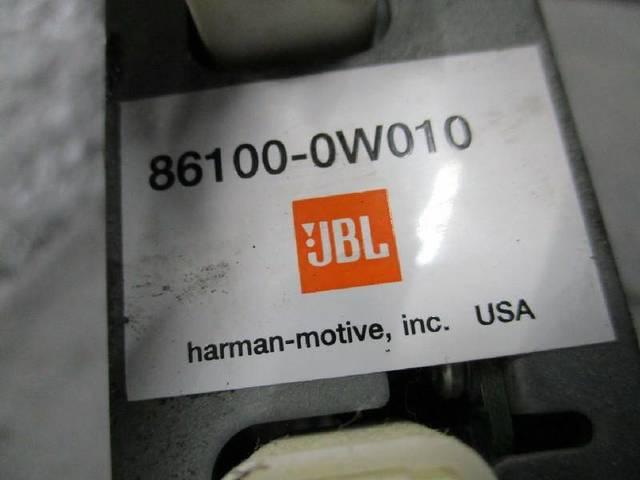 86100-0W010
JBL
harman-motive, inc. USA